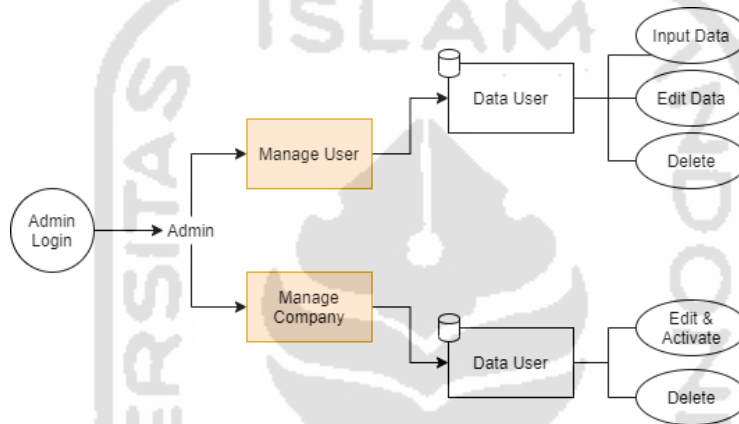 ISLAM
Input Data
Data User
Edit Data
Manage User
Delete
Admin
Login
Admin
Manage
Company
Edit &
Activate
Data User
Delete